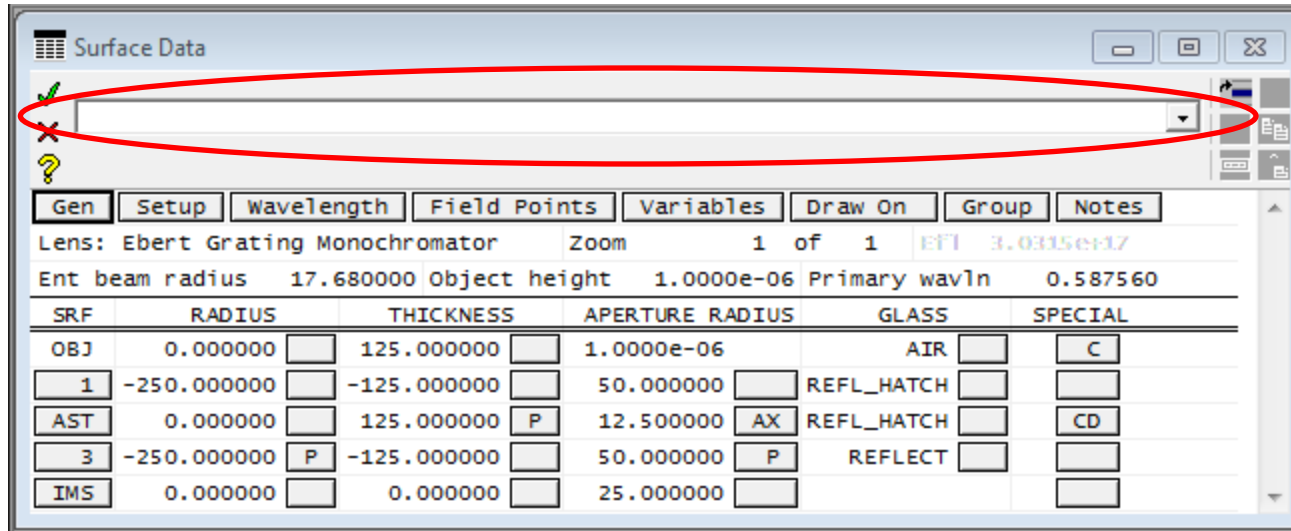 Surface Data
Gen Setup Wavelength Field Points Variables Draw On Group Notes
Lens: Ebert Grating Monochromator Zoom 1 of 1 Efl 3.0315e+17
Ent beam radius 17.680000 Object height 1.0000e-06 Primary wavln 0.587560
SRF RADIUS THICKNESS APERTURE RADIUS GLASS SPECIAL
OBJ 0.000000 125.000000 1.0000e-06 AIR C
1 -250.000000 -125.000000 50.000000 REFL_HATCH
AST 0.000000 125.000000 P 12.500000 AX REFL_HATCH CD
3 -250.000000 P -125.000000 50.000000 P REFLECT
IMS 0.000000 0.000000 25.000000